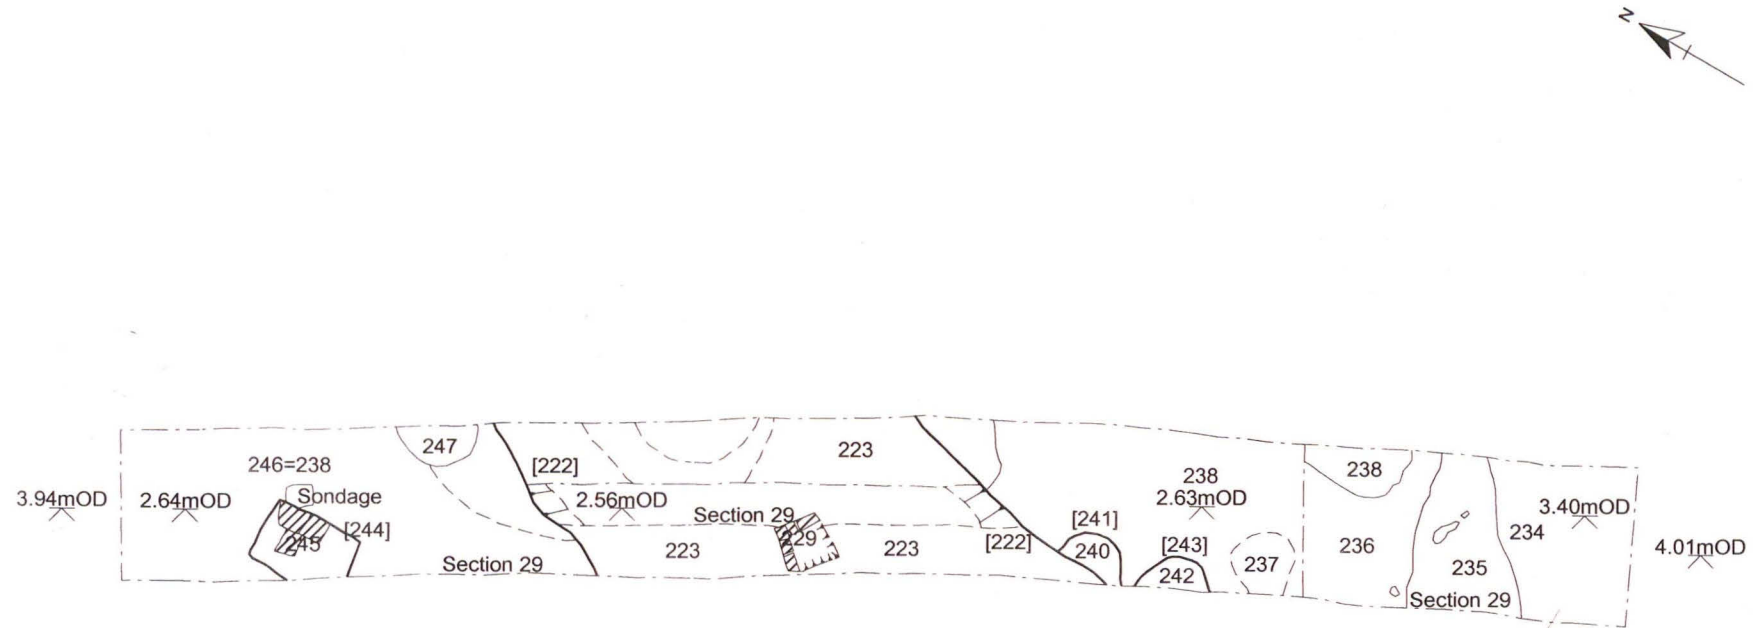 N
247
223
246=238
[222]
238
238
3.94mOD
2.64mOD
Sondage
2.56mOD
2.63mOD
3.40mOD
Section 29
[244]
[241]
234
245
229
[222]
240
[243]
236
4.01mOD
223
223
Section 29
242
237
235
Section 29